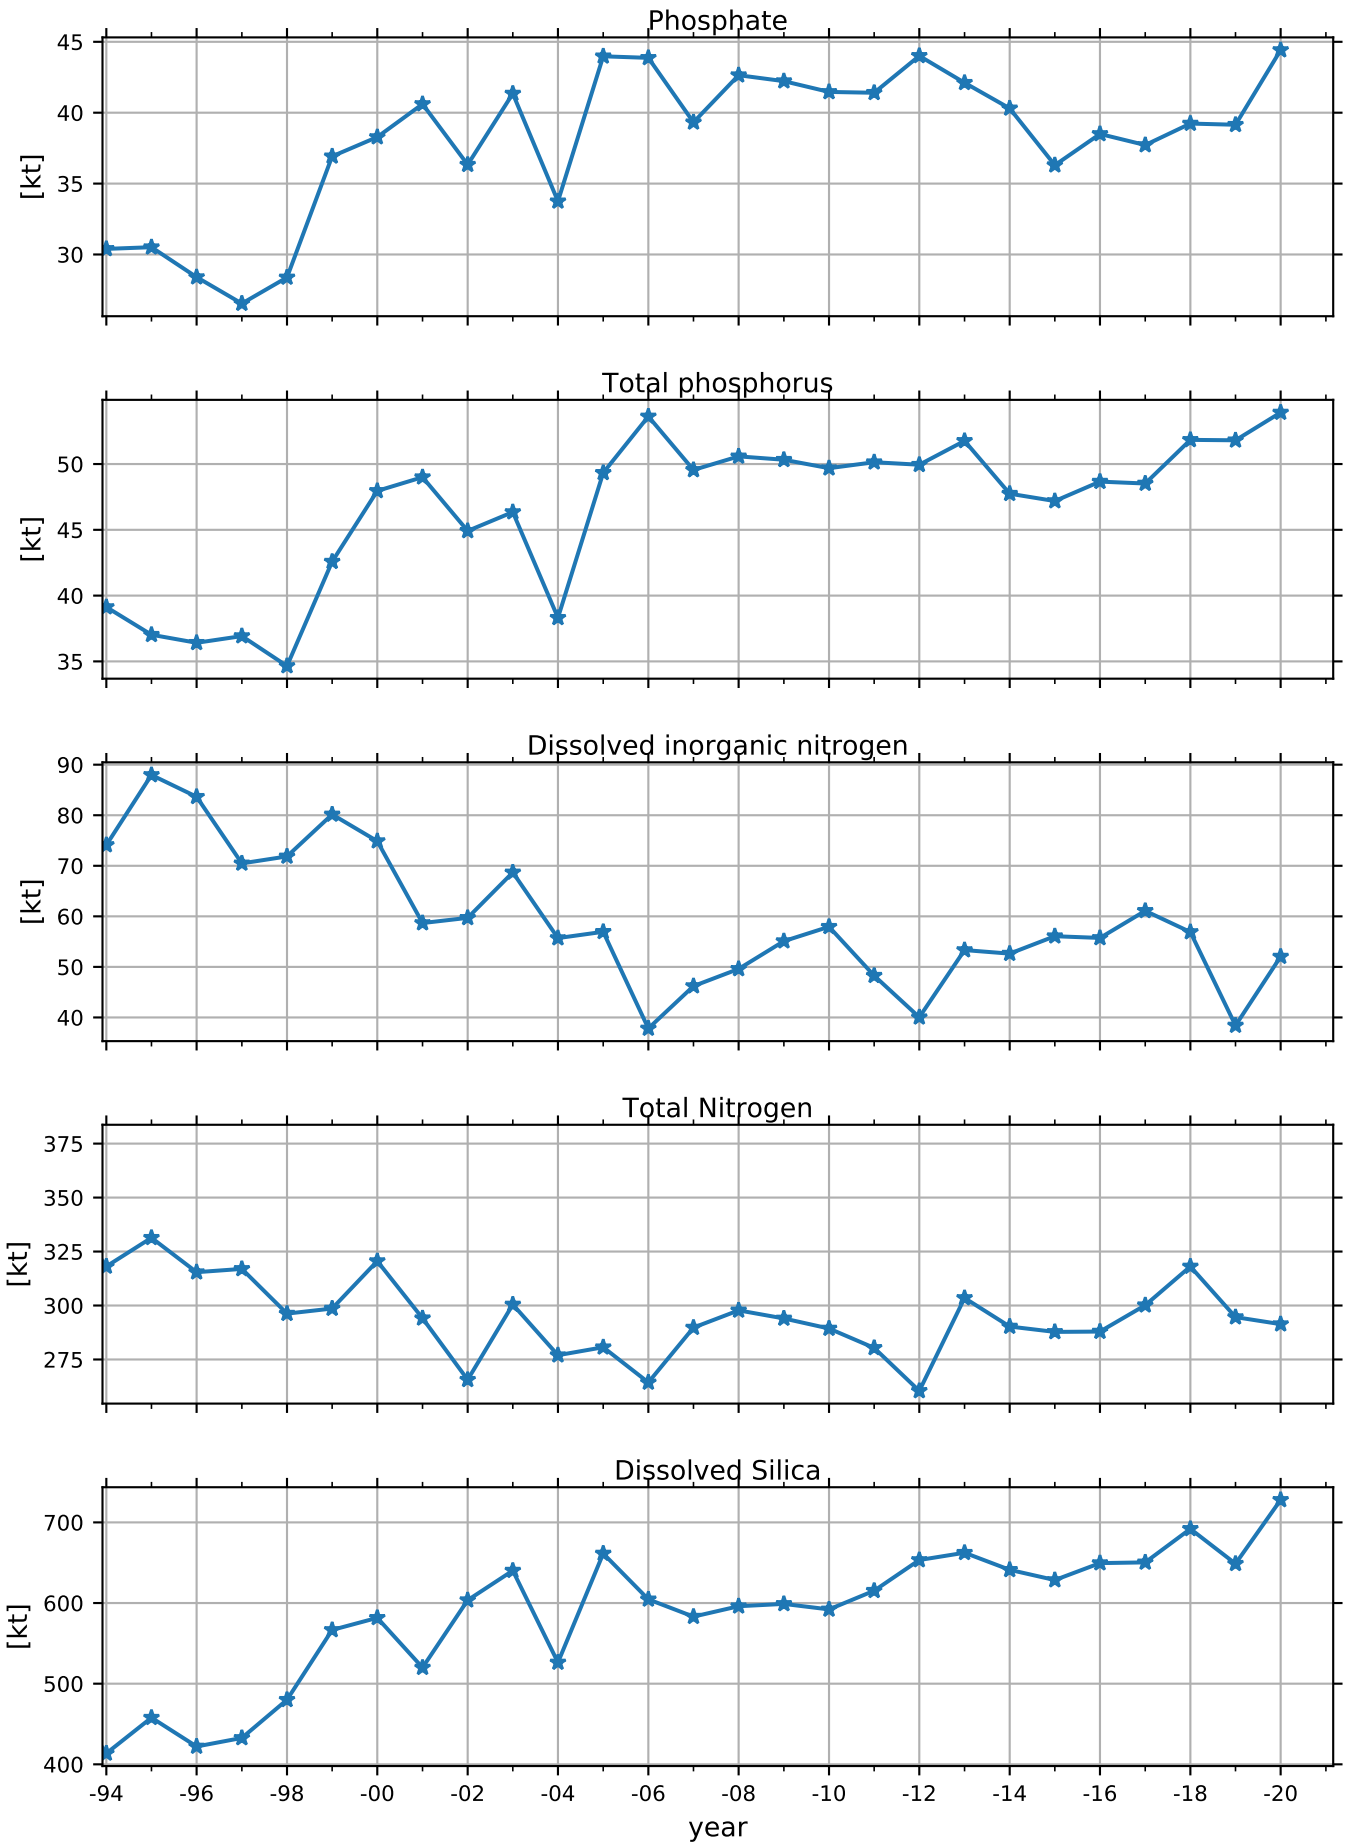 Phosphate
45
40
35
30
[kt]
Total phosphorus
50
45
40
35
[kt]
Dissolved inorganic nitrogen
90
80
70
60
50
40
[kt]
Total Nitrogen
375
350
325
300
275
[kt]
Dissolved Silica
700
600
500
400
[kt]
-94 -96 -98 -00 -02 -04 -06 -08 -10 -12 -14 -16 -18 -20
year